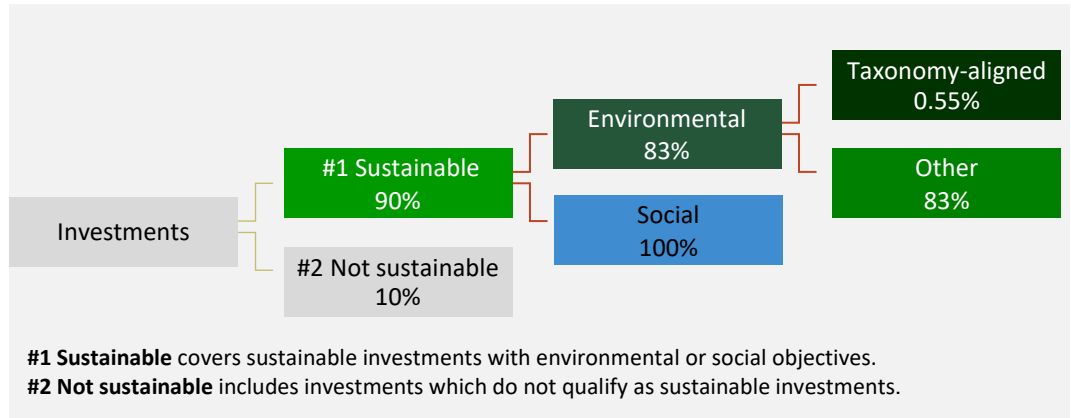 Investments
#1 Sustainable
90%
#2 Not sustainable
10%
Environmental
83%
Social
100%
Taxonomy-aligned
0.55%
Other
83%
#1 Sustainable covers sustainable investments with environmental or social objectives.
#2 Not sustainable includes investments which do not qualify as sustainable investments.